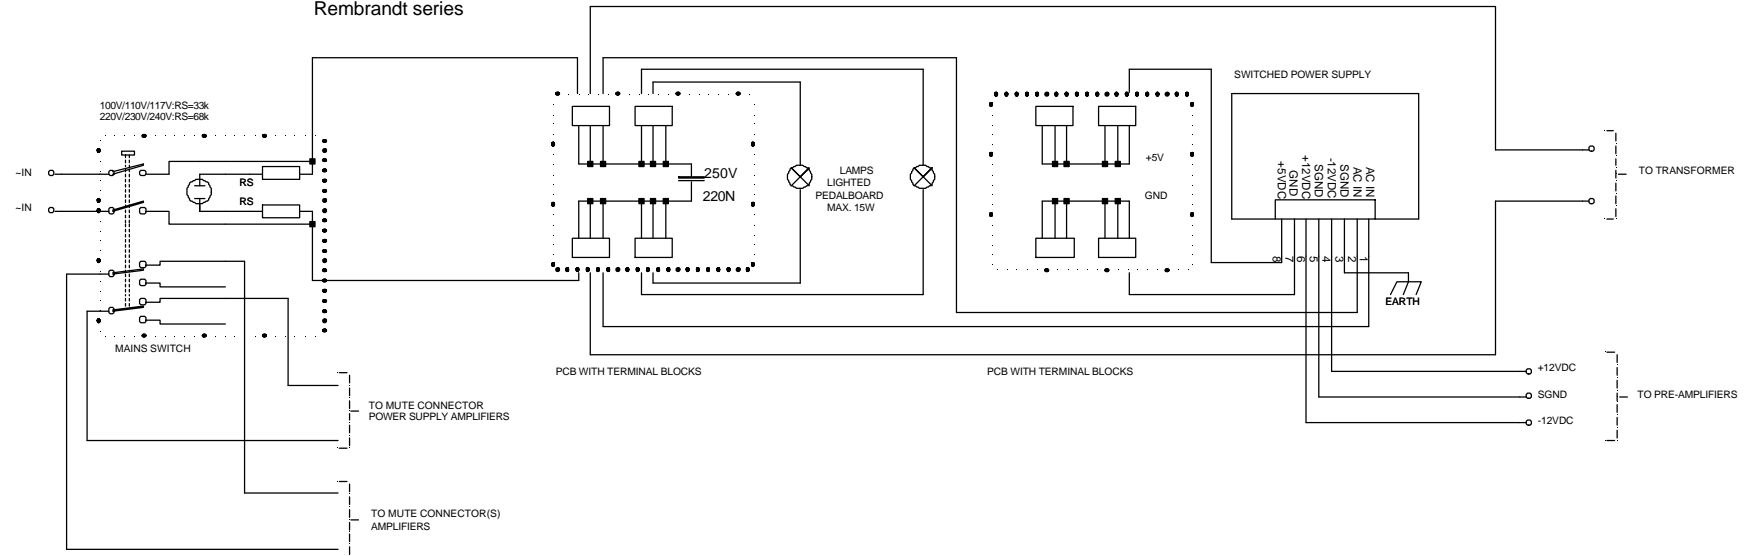 Rembrandt series
100V/110V/117V:RS=33k
220V/230V/240V:RS=68k
~IN
~IN
RS
RS
MAINS SWITCH
TO MUTE CONNECTOR
POWER SUPPLY AMPLIFIERS
TO MUTE CONNECTOR(S)
AMPLIFIERS
250V
220N
PCB WITH TERMINAL BLOCKS
LAMPS
LIGHTED
PEDALBOARD
MAX. 15W
+5V
GND
PCB WITH TERMINAL BLOCKS
SWITCHED POWER SUPPLY
+5VDC
GND
+12VDC
SGND
-12VDC
SGND
AC IN
AC IN
8
7
6
5
4
3
2
1
EARTH
TO TRANSFORMER
+12VDC
SGND
-12VDC
TO PRE-AMPLIFIERS